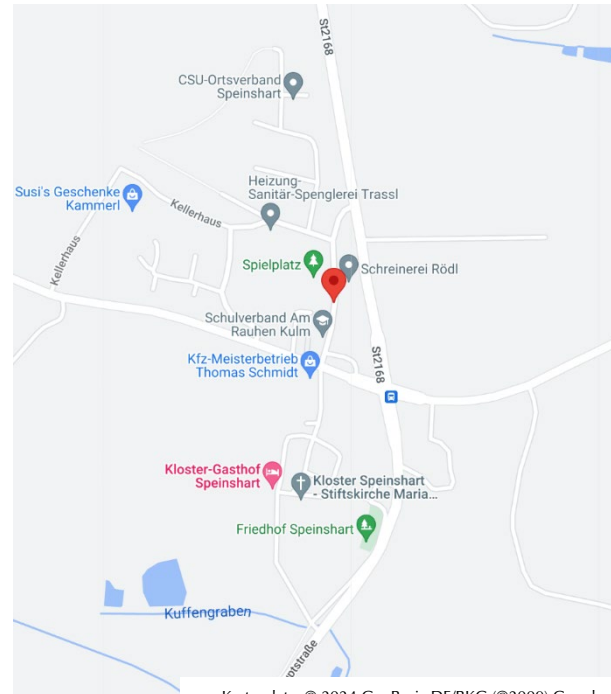 St2168
CSU-Ortsverband
Speinshart
Heizung-
Sanitär-Spenglerei Trassl
Susi's Geschenke
Kammerl
Kellerhaus
Kellerhaus
Spielplatz
Schreinerei Rödl
Schulverband Am
Rauhen Kulm
Kfz-Meisterbetrieb
Thomas Schmidt
St2168
Kloster-Gasthof
Speinshart
Kloster Speinshart
- Stiftskirche Maria...
Friedhof Speinshart
Kuffengraben